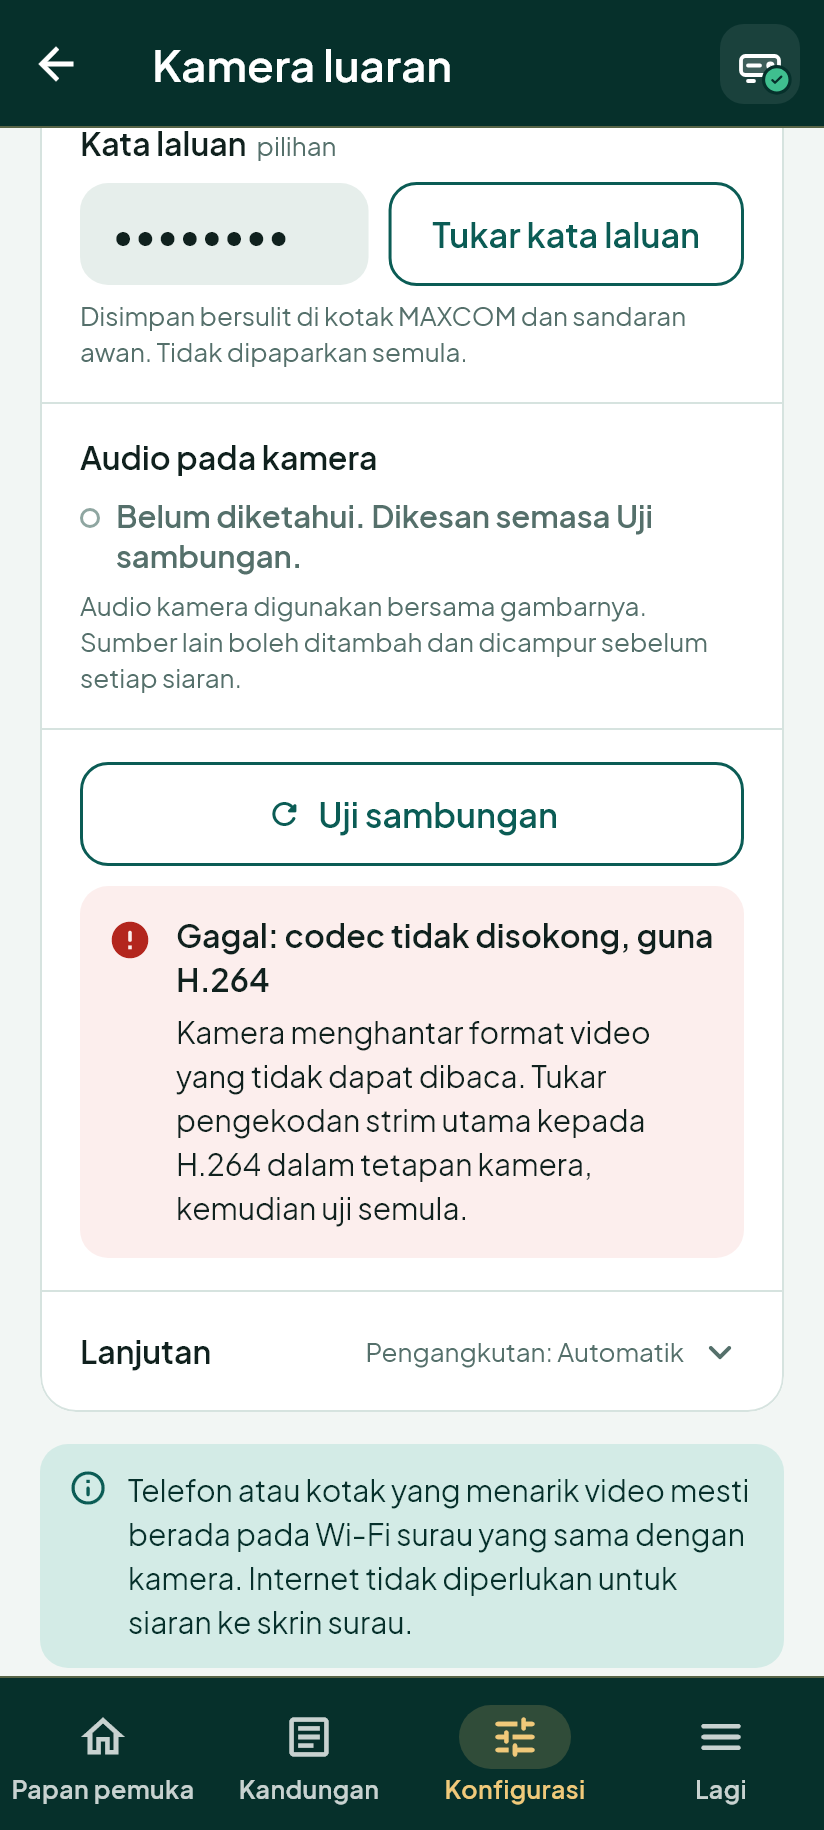 Kamera luaran
Kata laluan pilihan
••••••••
Tukar kata laluan
Disimpan bersulit di kotak MAXCOM dan sandaran
awan. Tidak dipaparkan semula.
Audio pada kamera
Belum diketahui. Dikesan semasa Uji
sambungan.
Audio kamera digunakan bersama gambarnya.
Sumber lain boleh ditambah dan dicampur sebelum
setiap siaran.
Uji sambungan
Gagal: codec tidak disokong, guna
H.264
Kamera menghantar format video
yang tidak dapat dibaca. Tukar
pengekodan strim utama kepada
H.264 dalam tetapan kamera,
kemudian uji semula.
Lanjutan
Pengangkutan: Automatik
Telefon atau kotak yang menarik video mesti
berada pada Wi-Fi surau yang sama dengan
kamera. Internet tidak diperlukan untuk
siaran ke skrin surau.
Papan pemuka
Kandungan
Konfigurasi
Lagi